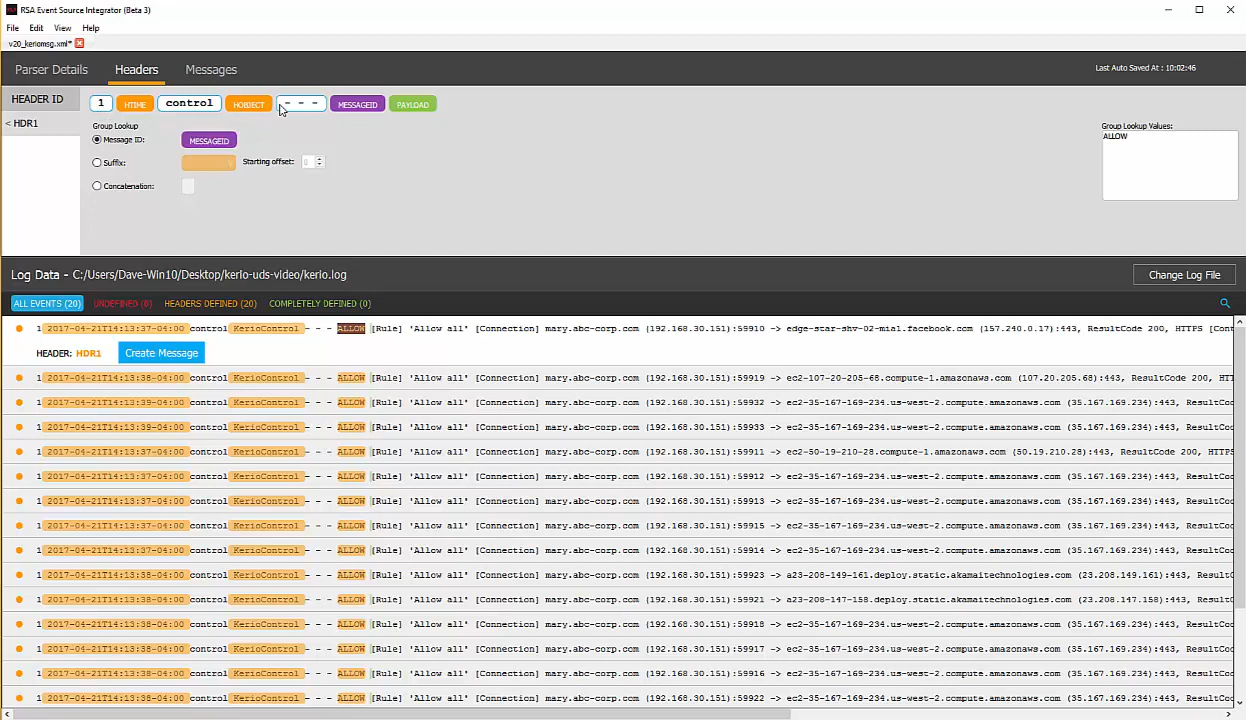 RSA Event Source Integrator (Beta 3)
File Edit View Help
v20_keriomsg.xml*
Parser Details Headers Messages Last Auto Saved At : 10:02:46
HEADER ID
< HDR1
1 HTIME control HOBJECT - - - MESSAGEID PAYLOAD
Group Lookup
Message ID: MESSAGEID
Suffix: Starting offset: 0
Concatenation:
Group Lookup Values:
ALLOW
Log Data - C:/Users/Dave-Win10/Desktop/kerio-uds-video/kerio.log Change Log File
ALL EVENTS (20) UNDEFINED (0) HEADERS DEFINED (20) COMPLETELY DEFINED (0)
1 2017-04-21T14:13:37-04:00 control KerioControl - - - ALLOW [Rule] 'Allow all' [Connection] mary.abc-corp.com (192.168.30.151):59910 -> edge-star-shv-02-mia1.facebook.com (157.240.0.17):443, ResultCode 200, HTTPS [Cont
HEADER: HDR1 Create Message
1 2017-04-21T14:13:38-04:00 control KerioControl - - - ALLOW [Rule] 'Allow all' [Connection] mary.abc-corp.com (192.168.30.151):59919 -> ec2-107-20-205-68.compute-1.amazonaws.com (107.20.205.68):443, ResultCode 200, HT
1 2017-04-21T14:13:39-04:00 control KerioControl - - - ALLOW [Rule] 'Allow all' [Connection] mary.abc-corp.com (192.168.30.151):59932 -> ec2-35-167-169-234.us-west-2.compute.amazonaws.com (35.167.169.234):443, ResultCo
1 2017-04-21T14:13:39-04:00 control KerioControl - - - ALLOW [Rule] 'Allow all' [Connection] mary.abc-corp.com (192.168.30.151):59933 -> ec2-35-167-169-234.us-west-2.compute.amazonaws.com (35.167.169.234):443, ResultCo
1 2017-04-21T14:13:38-04:00 control KerioControl - - - ALLOW [Rule] 'Allow all' [Connection] mary.abc-corp.com (192.168.30.151):59911 -> ec2-50-19-210-28.compute-1.amazonaws.com (50.19.210.28):443, ResultCode 200, HTTPS
1 2017-04-21T14:13:37-04:00 control KerioControl - - - ALLOW [Rule] 'Allow all' [Connection] mary.abc-corp.com (192.168.30.151):59912 -> ec2-35-167-169-234.us-west-2.compute.amazonaws.com (35.167.169.234):443, ResultCo
1 2017-04-21T14:13:37-04:00 control KerioControl - - - ALLOW [Rule] 'Allow all' [Connection] mary.abc-corp.com (192.168.30.151):59913 -> ec2-35-167-169-234.us-west-2.compute.amazonaws.com (35.167.169.234):443, ResultCo
1 2017-04-21T14:13:37-04:00 control KerioControl - - - ALLOW [Rule] 'Allow all' [Connection] mary.abc-corp.com (192.168.30.151):59915 -> ec2-35-167-169-234.us-west-2.compute.amazonaws.com (35.167.169.234):443, ResultCo
1 2017-04-21T14:13:37-04:00 control KerioControl - - - ALLOW [Rule] 'Allow all' [Connection] mary.abc-corp.com (192.168.30.151):59914 -> ec2-35-167-169-234.us-west-2.compute.amazonaws.com (35.167.169.234):443, ResultCo
1 2017-04-21T14:13:38-04:00 control KerioControl - - - ALLOW [Rule] 'Allow all' [Connection] mary.abc-corp.com (192.168.30.151):59923 -> a23-208-149-161.deploy.static.akamaitechnologies.com (23.208.149.161):443, Result
1 2017-04-21T14:13:38-04:00 control KerioControl - - - ALLOW [Rule] 'Allow all' [Connection] mary.abc-corp.com (192.168.30.151):59921 -> a23-208-147-158.deploy.static.akamaitechnologies.com (23.208.147.158):443, Result
1 2017-04-21T14:13:38-04:00 control KerioControl - - - ALLOW [Rule] 'Allow all' [Connection] mary.abc-corp.com (192.168.30.151):59918 -> ec2-35-167-169-234.us-west-2.compute.amazonaws.com (35.167.169.234):443, ResultCo
1 2017-04-21T14:13:38-04:00 control KerioControl - - - ALLOW [Rule] 'Allow all' [Connection] mary.abc-corp.com (192.168.30.151):59917 -> ec2-35-167-169-234.us-west-2.compute.amazonaws.com (35.167.169.234):443, ResultCo
1 2017-04-21T14:13:38-04:00 control KerioControl - - - ALLOW [Rule] 'Allow all' [Connection] mary.abc-corp.com (192.168.30.151):59916 -> ec2-35-167-169-234.us-west-2.compute.amazonaws.com (35.167.169.234):443, ResultCo
1 2017-04-21T14:13:38-04:00 control KerioControl - - - ALLOW [Rule] 'Allow all' [Connection] mary.abc-corp.com (192.168.30.151):59922 -> ec2-35-167-169-234.us-west-2.compute.amazonaws.com (35.167.169.234):443, ResultCo